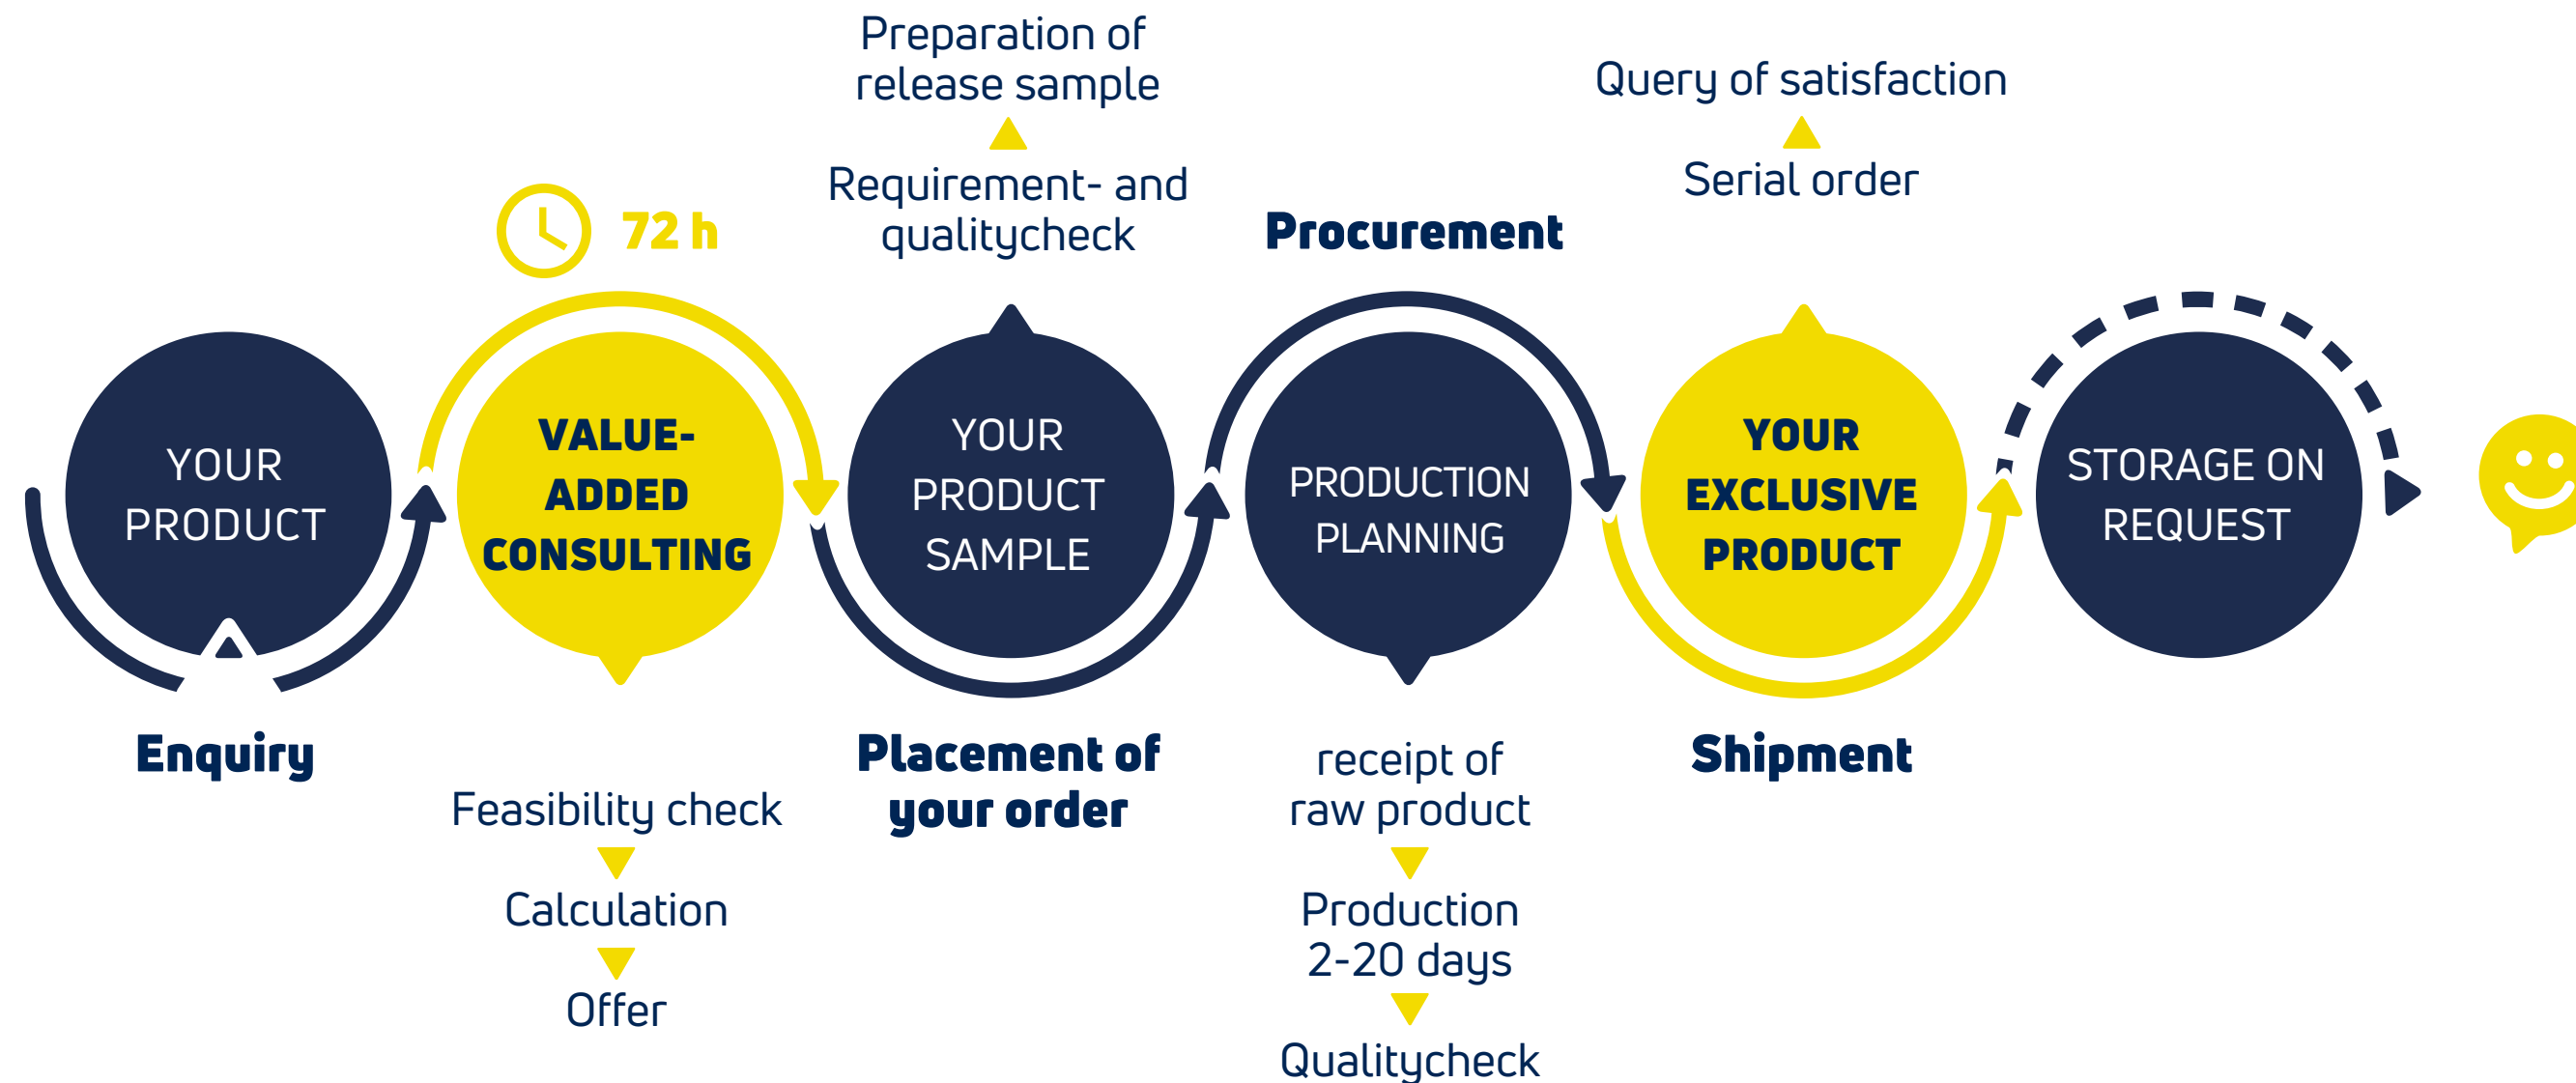 YOUR
PRODUCT
Enquiry
72 h
VALUE-
ADDED
CONSULTING
Feasibility check
Calculation
Offer
Preparation of
release sample
Requirement- and
qualitycheck
YOUR
PRODUCT
SAMPLE
Placement of
your order
Procurement
PRODUCTION
PLANNING
receipt of
raw product
Production
2-20 days
Qualitycheck
Query of satisfaction
Serial order
YOUR
EXCLUSIVE
PRODUCT
Shipment
STORAGE ON
REQUEST